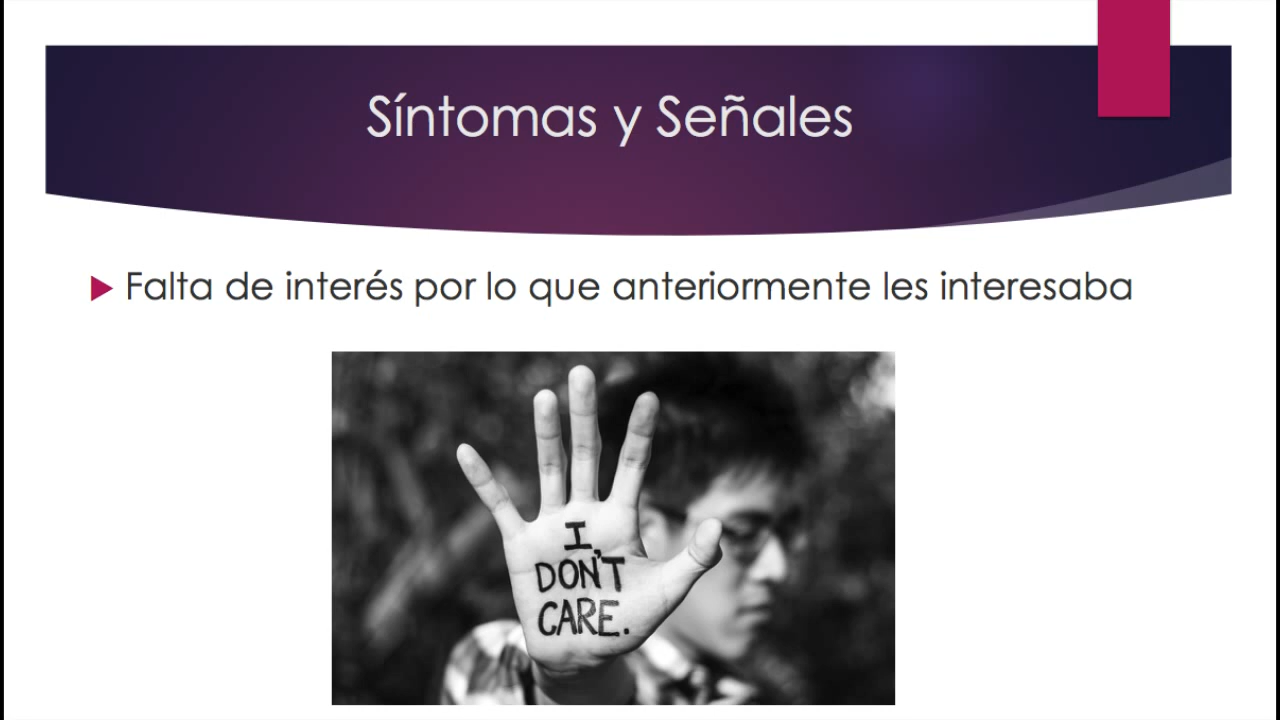 Síntomas y Señales
Falta de interés por lo que anteriormente les interesaba
I
DON'T
CARE.